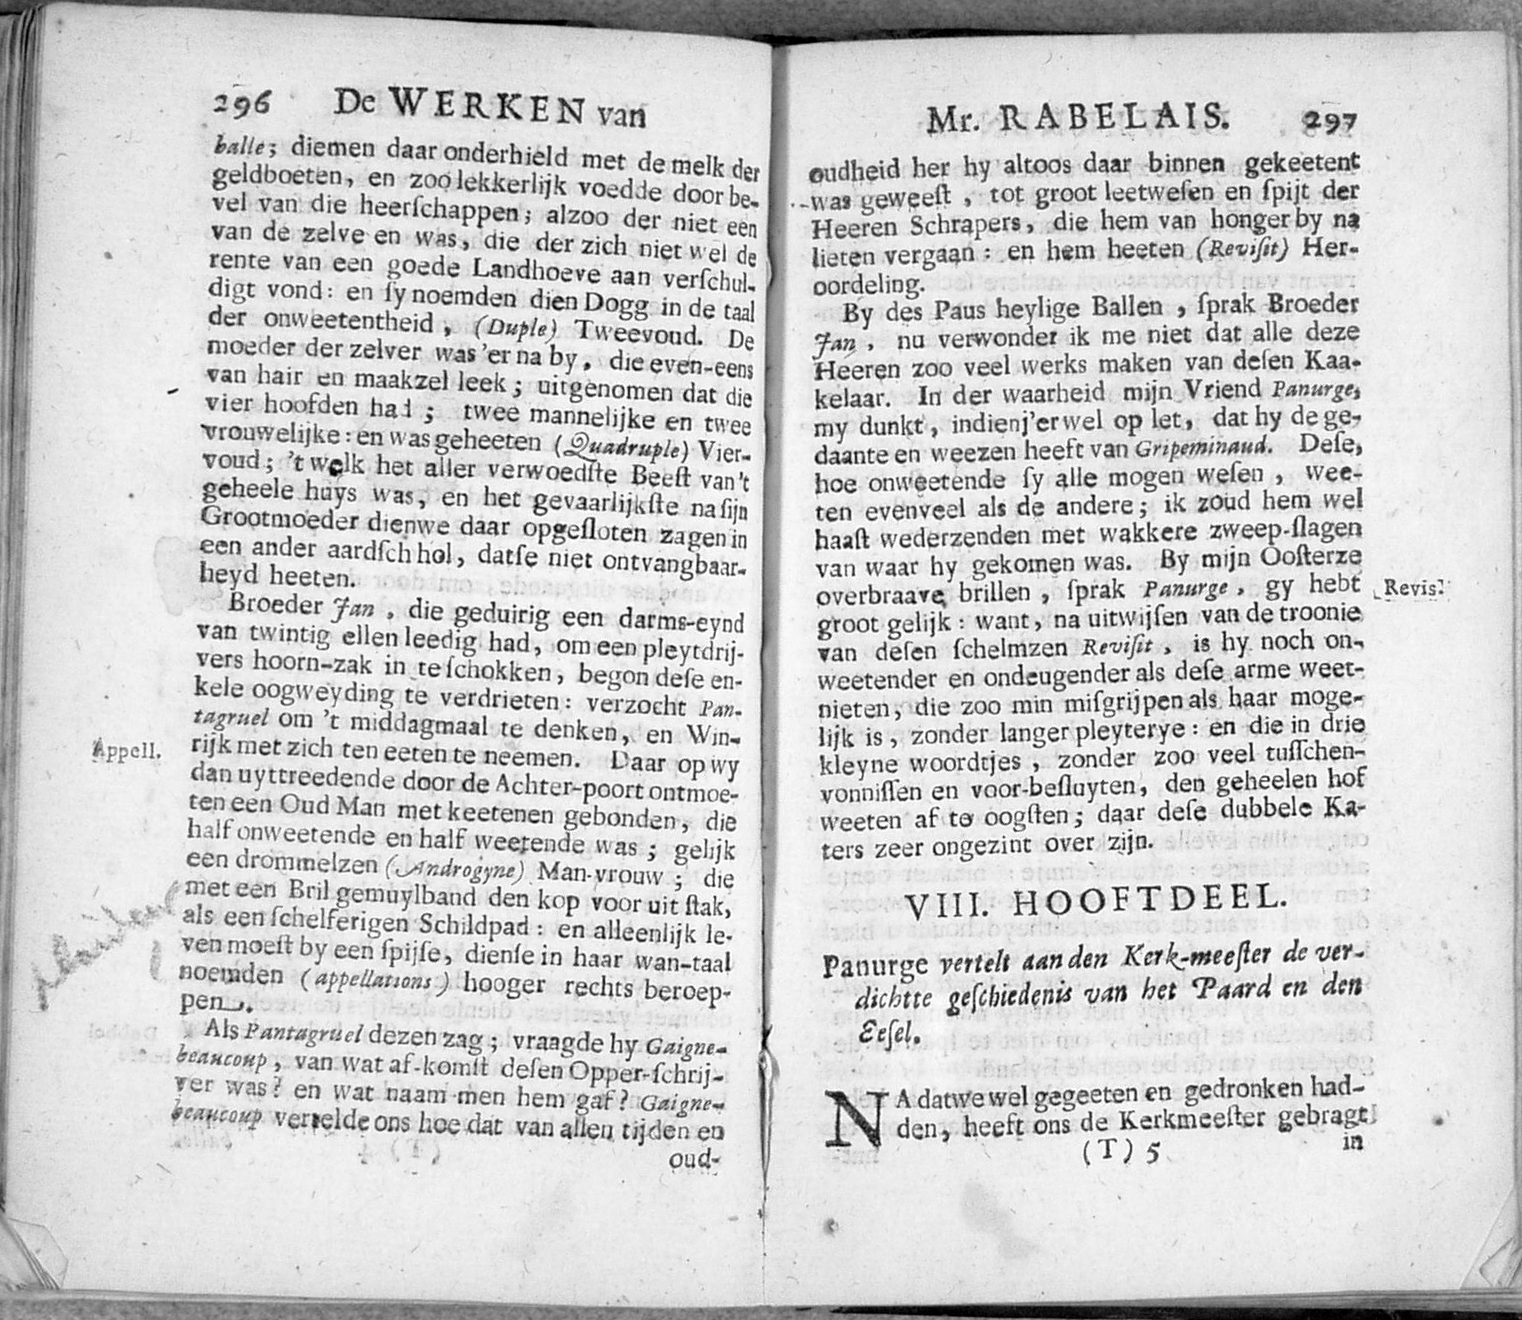 296 De WERKEN van
balle; diemen daar onderhield met de melk der
geldboeten, en zoo lekkerlijk voedde door be-
vel van die heerſchappen; alzoo der niet een
van de zelve en was, die der zich niet wel de
rente van een goede Landhoeve aan verſchul-
digt vond: en ſy noemden dien Dogg in de taal
der onweetentheid, (Duple) Tweevoud. De
moeder der zelver was 'er na by, die even-eens
van hair en maakzel leek; uitgenomen dat die
vier hoofden had; twee mannelijke en twee
vrouwelijke: en was geheeten (Quadruple) Vier-
voud; 't welk het aller verwoedſte Beeſt van 't
geheele huys was, en het gevaarlijkſte na ſijn
Grootmoeder dienwe daar opgeſloten zagen in
een ander aardſch hol, datſe niet ontvangbaar-
heyd heeten.
Broeder Jan, die geduirig een darms-eynd
van twintig ellen leedig had, om een pleytdrij-
vers hoorn-zak in te ſchokken, begon deſe en-
kele oogweyding te verdrieten: verzocht Pan-
tagruel om 't middagmaal te denken, en Win-
Appell. rijk met zich ten eeten te neemen. Daar op wy
dan uyttreedende door de Achter-poort ontmoe-
ten een Oud Man met keetenen gebonden, die
half onweetende en half weetende was; gelijk
een drommelzen (Androgyne) Man-vrouw; die
met een Bril gemuylband den kop voor uit ſtak,
als een ſchelferigen Schildpad: en alleenlijk le-
ven moeſt by een ſpijſe, dienſe in haar wan-taal
noemden (appellations) hooger rechts beroep-
pen.
Als Pantagruel dezen zag; vraagde hy Gaigne-
beaucoup, van wat af-komſt deſen Opper-ſchrij-
ver was? en wat naam men hem gaf? Gaigne-
beaucoup vertelde ons hoe dat van allen tijden en
oud-
Mr. RABELAIS. 297
oudheid her hy altoos daar binnen gekeetent
was geweeſt, tot groot leetweſen en ſpijt der
Heeren Schrapers, die hem van honger by na
lieten vergaan: en hem heeten (Reviſit) Her-
oordeling.
By des Paus heylige Ballen, ſprak Broeder
Jan, nu verwonder ik me niet dat alle deze
Heeren zoo veel werks maken van deſen Kaa-
kelaar. In der waarheid mijn Vriend Panurge,
my dunkt, indienj'er wel op let, dat hy de ge-
daante en weezen heeft van Gripeminaud. Deſe,
hoe onweetende ſy alle mogen weſen, wee-
ten evenveel als de andere; ik zoud hem wel
haaſt wederzenden met wakkere zweep-ſlagen
van waar hy gekomen was. By mijn Ooſterze
overbraave brillen, ſprak Panurge, gy hebt Revis.
groot gelijk: want, na uitwijſen van de troonie
van deſen ſchelmzen Reviſit, is hy noch on-
weetender en ondeugender als deſe arme weet-
nieten, die zoo min miſgrijpen als haar moge-
lijk is, zonder langer pleyterye: en die in drie
kleyne woordtjes, zonder zoo veel tuſſchen-
vonniſſen en voor-beſluyten, den geheelen hof
weeten af te oogſten; daar deſe dubbele Ka-
ters zeer ongezint over zijn.
VIII. HOOFTDEEL.
Panurge vertelt aan den Kerk-meeſter de ver-
dichtte geſchiedenis van het Paard en den
Eeſel.
NA datwe wel gegeeten en gedronken had-
den, heeft ons de Kerkmeeſter gebragt
(T) 5 in